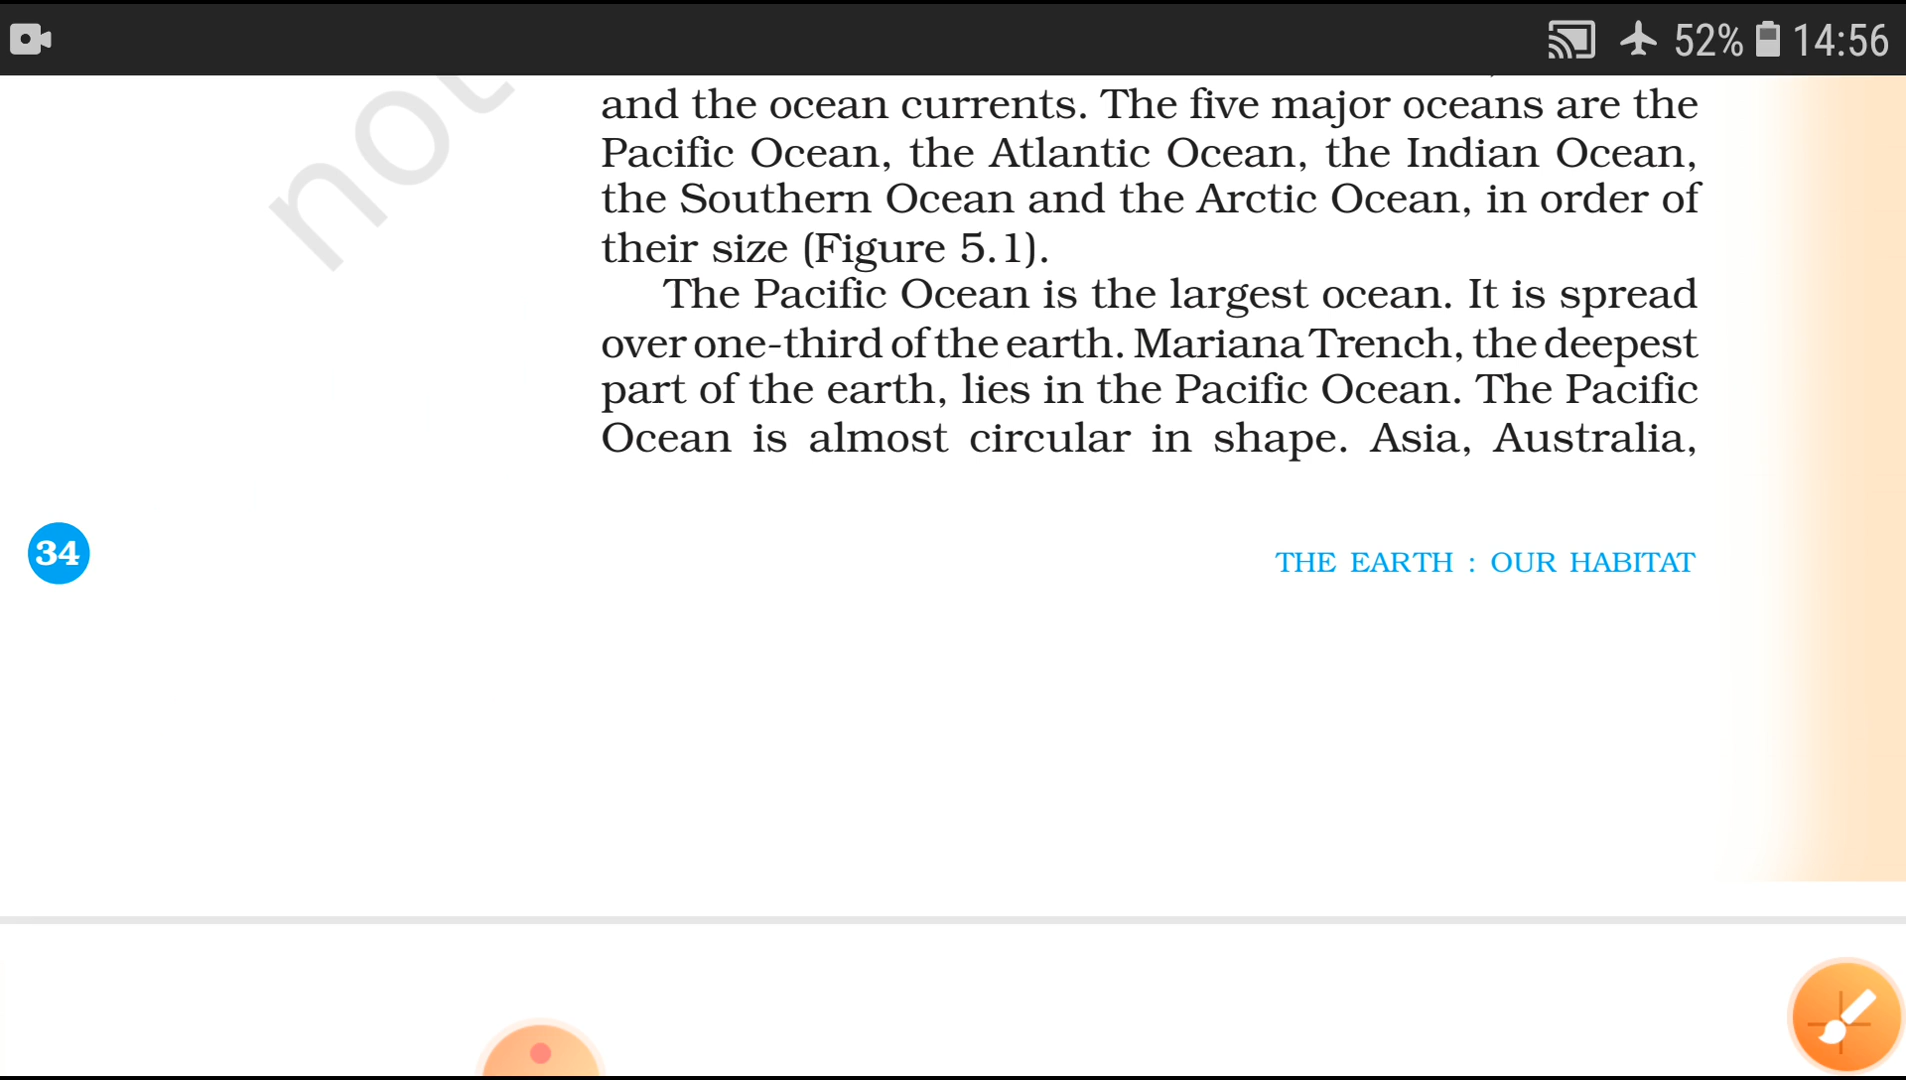 52% 14:56
not
and the ocean currents. The five major oceans are the
Pacific Ocean, the Atlantic Ocean, the Indian Ocean,
the Southern Ocean and the Arctic Ocean, in order of
their size (Figure 5.1).
The Pacific Ocean is the largest ocean. It is spread
over one-third of the earth. Mariana Trench, the deepest
part of the earth, lies in the Pacific Ocean. The Pacific
Ocean is almost circular in shape. Asia, Australia,
34
THE EARTH : OUR HABITAT